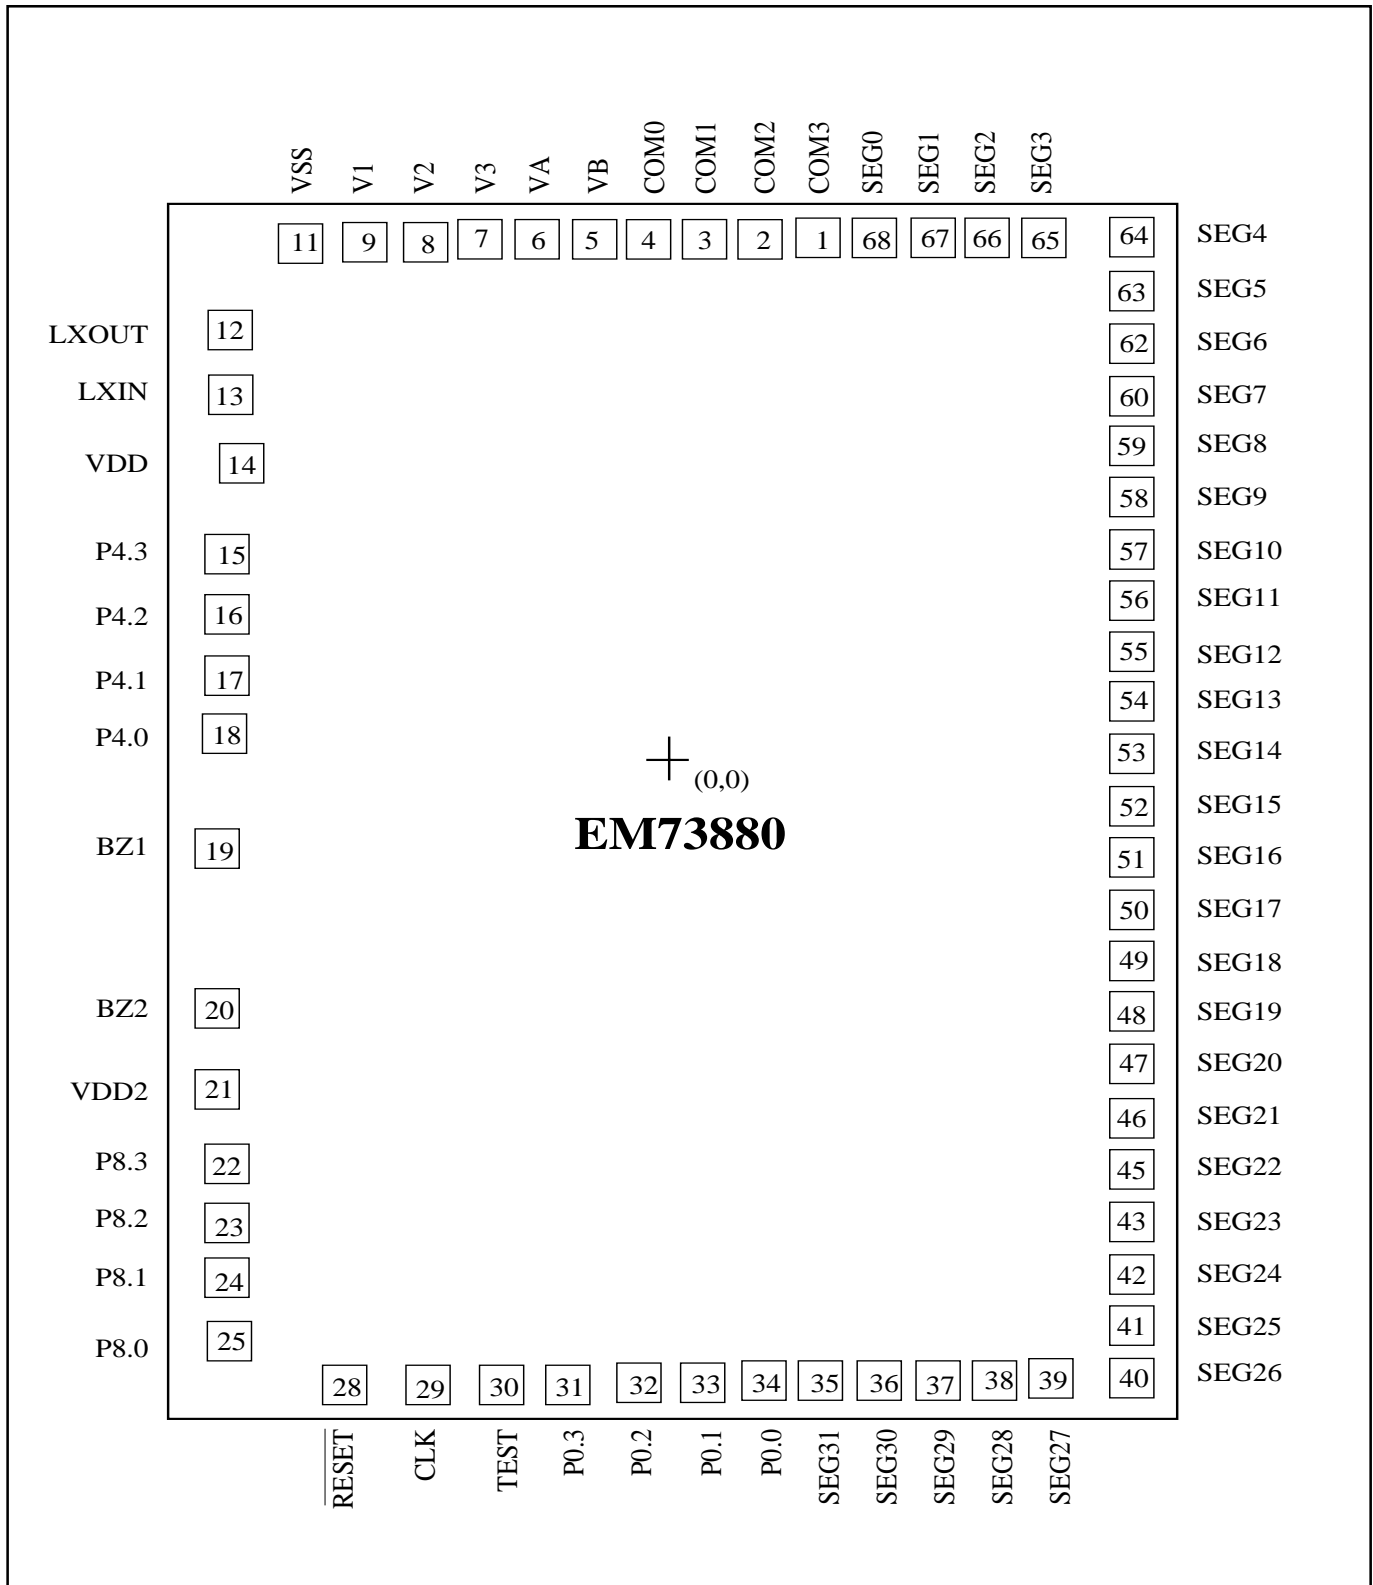 VSS V1 V2 V3 VA VB COM0 COM1 COM2 COM3 SEG0 SEG1 SEG2 SEG3
11 9 8 7 6 5 4 3 2 1 68 67 66 65 64 SEG4
63 SEG5
LXOUT 12 62 SEG6
LXIN 13 60 SEG7
VDD 14 59 SEG8
58 SEG9
P4.3 15 57 SEG10
P4.2 16 56 SEG11
P4.1 17 55 SEG12
54 SEG13
P4.0 18 53 SEG14
(0,0)
52 SEG15
EM73880
BZ1 19 51 SEG16
50 SEG17
49 SEG18
BZ2 20 48 SEG19
47 SEG20
VDD2 21 46 SEG21
P8.3 22 45 SEG22
P8.2 23 43 SEG23
P8.1 24 42 SEG24
P8.0 25 41 SEG25
28 29 30 31 32 33 34 35 36 37 38 39 40 SEG26
RESET CLK TEST P0.3 P0.2 P0.1 P0.0 SEG31 SEG30 SEG29 SEG28 SEG27